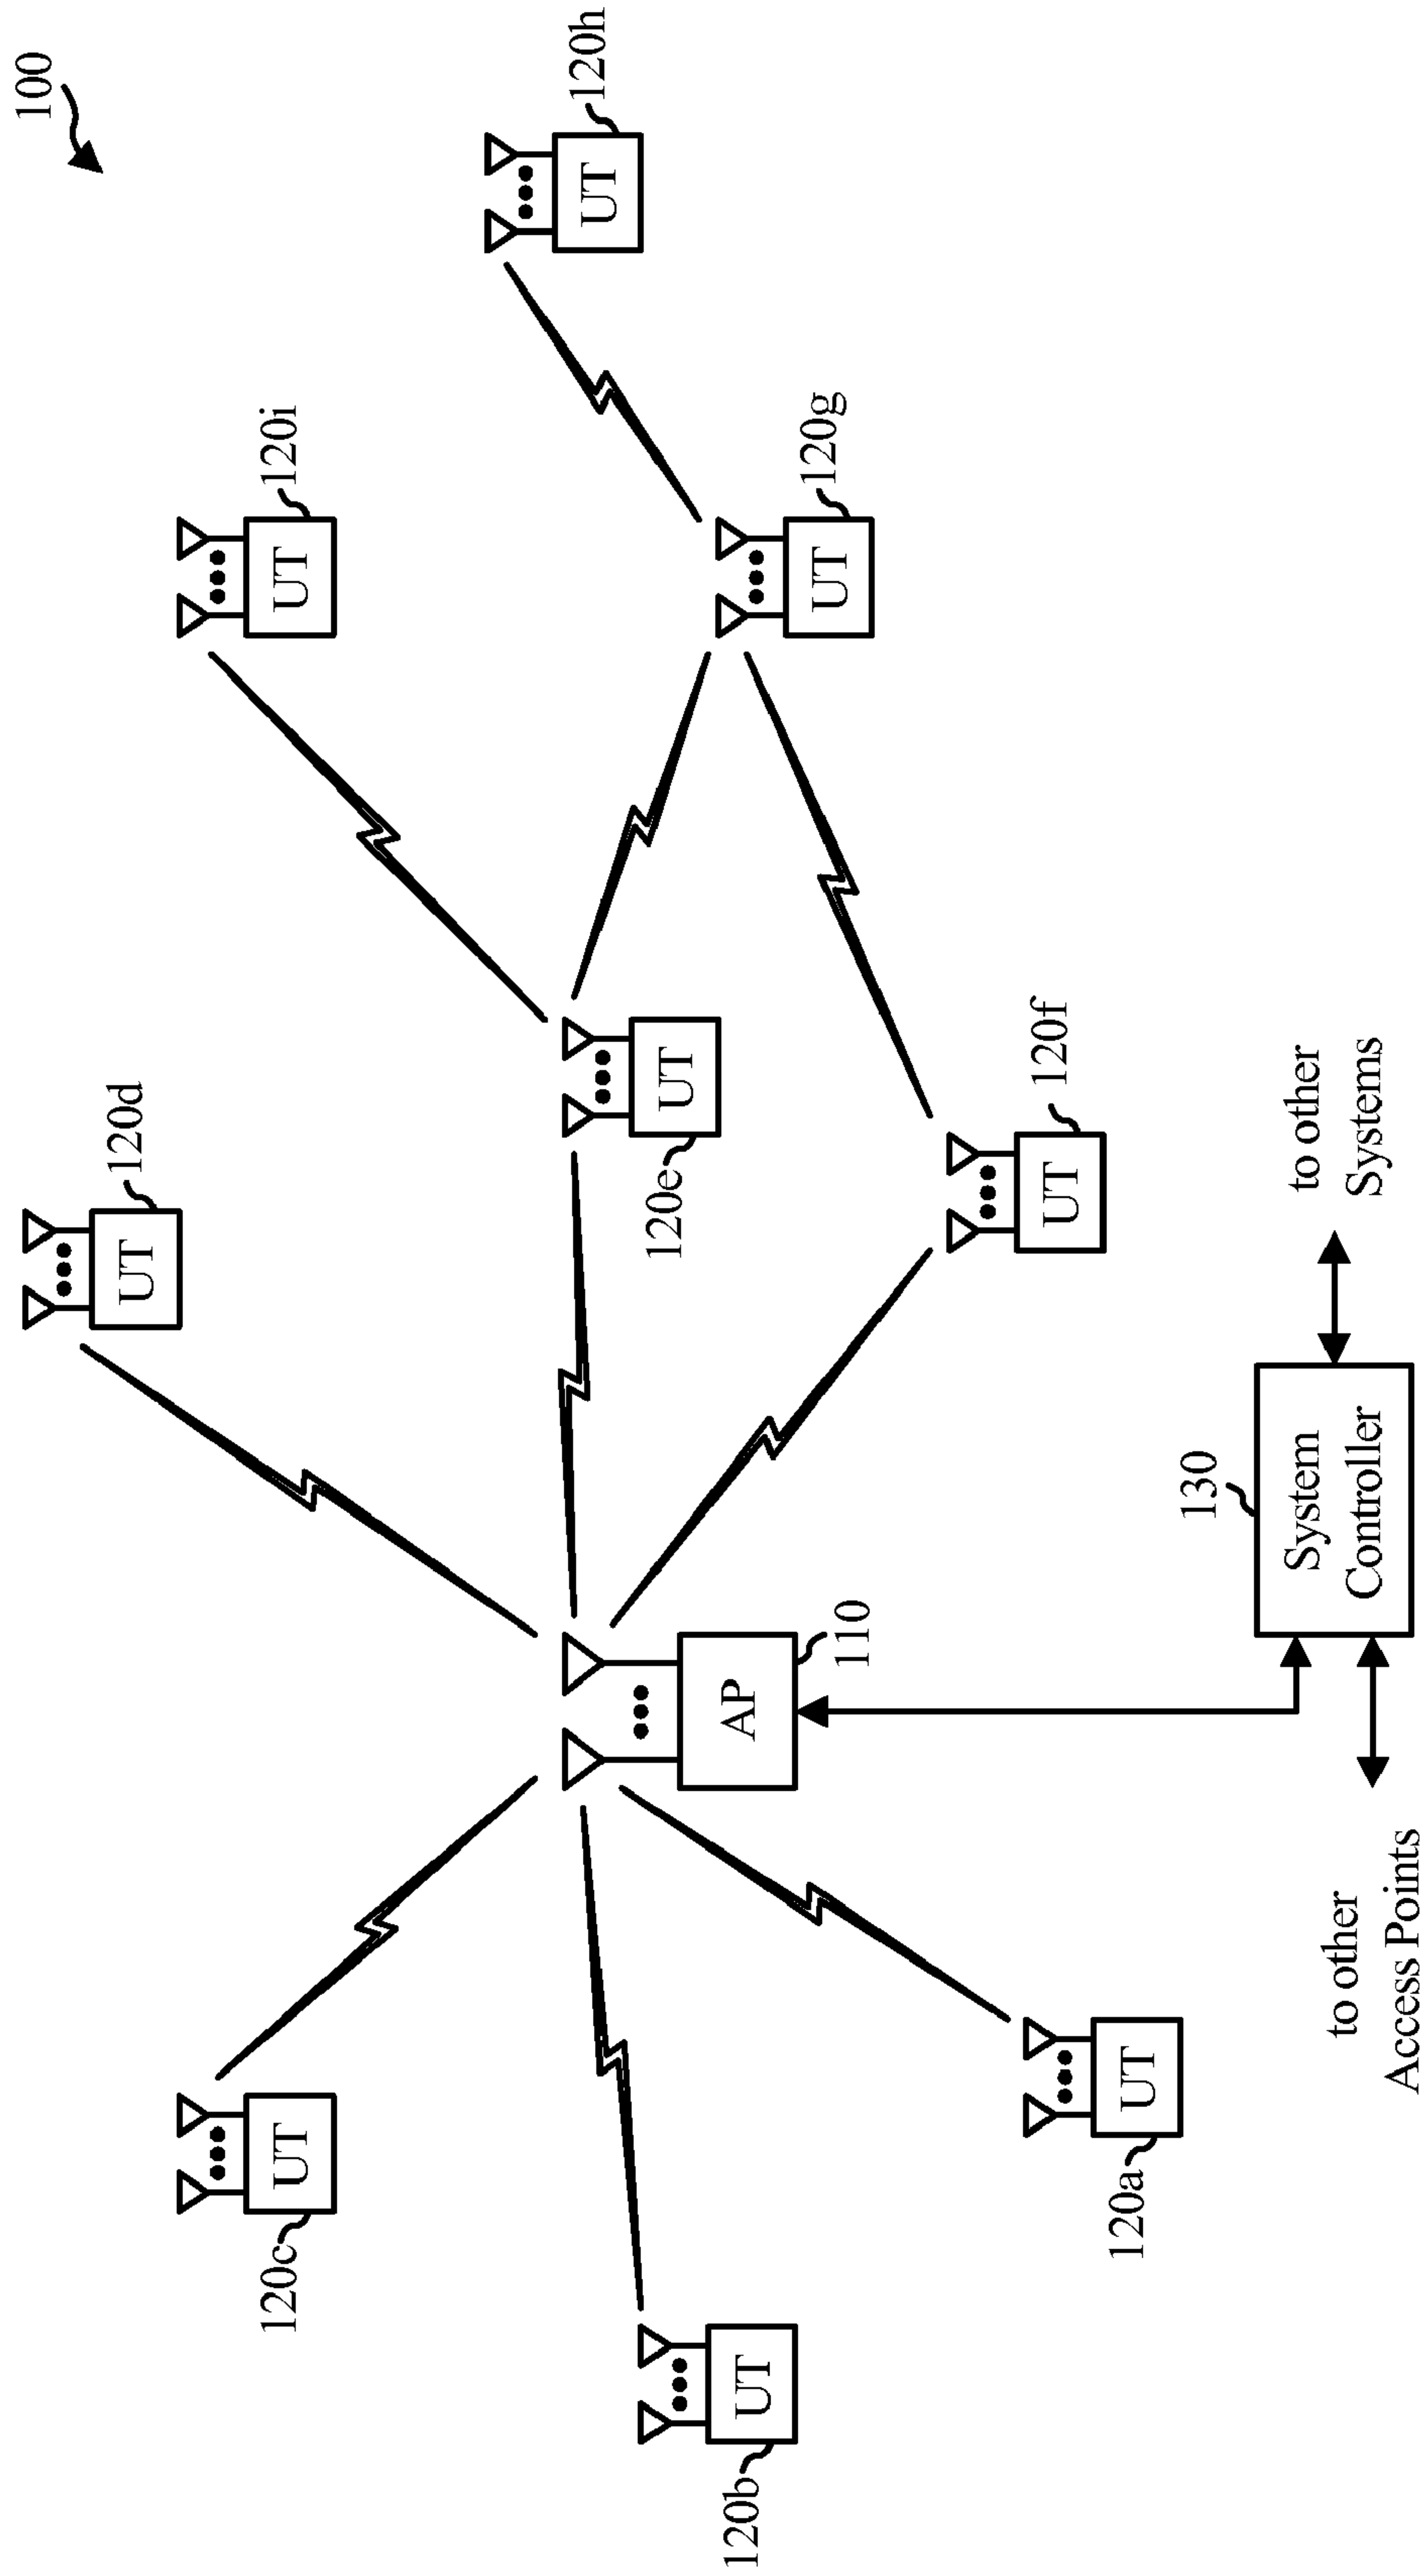 100
120d
UT
120i
UT
120c
UT
120h
UT
120e
UT
120g
UT
120b
UT
AP
110
120f
UT
120a
UT
130
System
Controller
to other
Systems
to other
Access Points